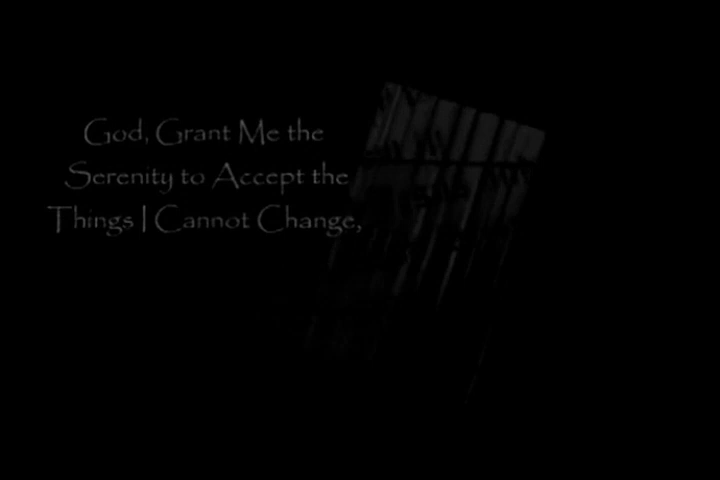 God, Grant Me the
Serenity to Accept the
Things I Cannot Change,